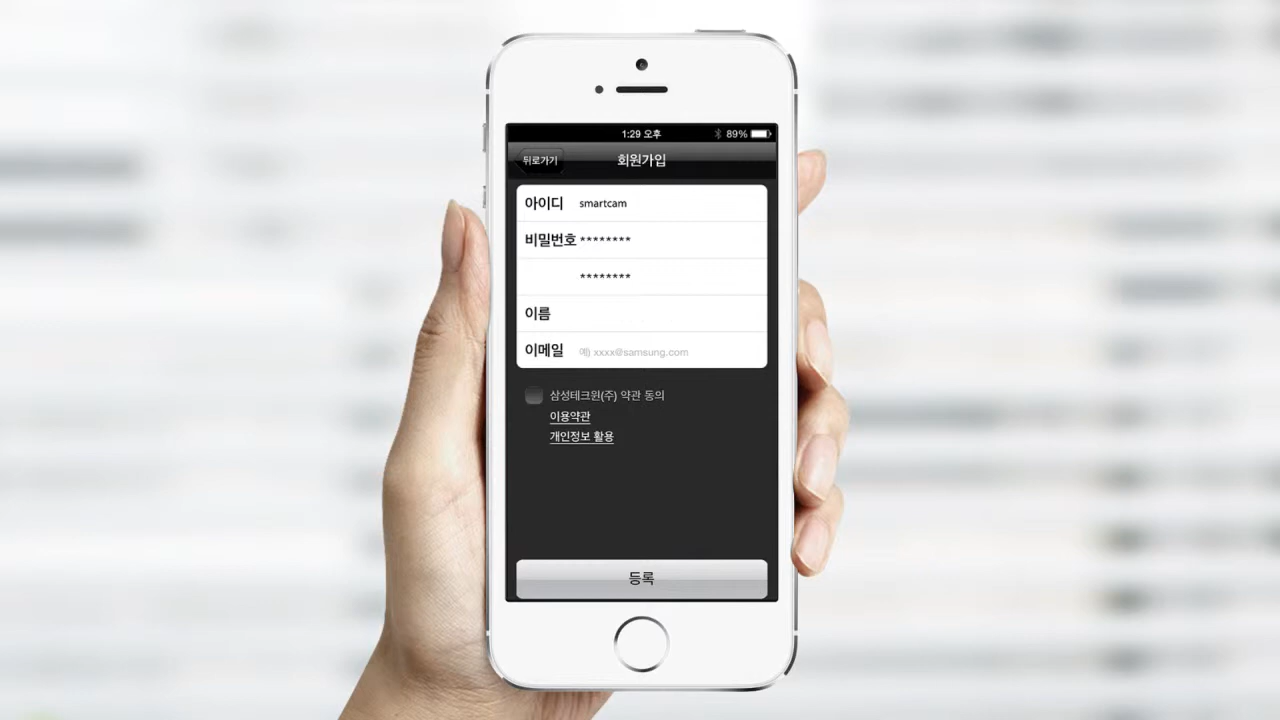 1:29 오후 89%
뒤로가기 회원가입
아이디 smartcam
비밀번호 ********
********
이름
이메일 예) xxxx@samsung.com
삼성테크윈(주) 약관 동의
이용약관
개인정보 활용
등록